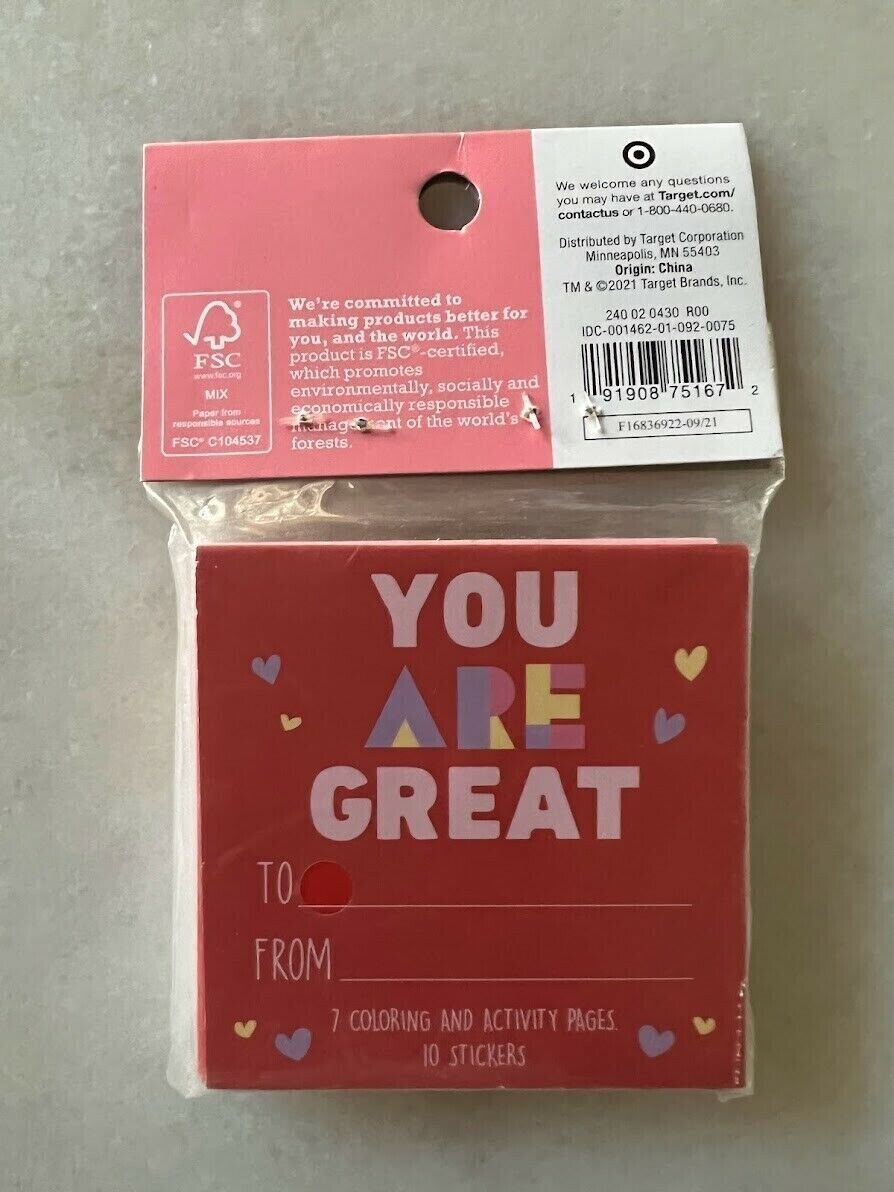 We welcome any questions
you may have at Target.com/
contactus or 1-800-440-0680.
Distributed by Target Corporation
Minneapolis, MN 55403
Origin: China
TM & ©2021 Target Brands, Inc.
240 02 0430 R00
IDC-001462-01-092-0075
1 91908 75167 2
F16836922-09/21
FSC
www.fsc.org
MIX
Paper from
responsible sources
FSC® C104537
We're committed to
making products better for
you, and the world. This
product is FSC®-certified,
which promotes
environmentally, socially and
economically responsible
management of the world's
forests.
YOU
ARE
GREAT
TO
FROM
7 COLORING AND ACTIVITY PAGES.
10 STICKERS